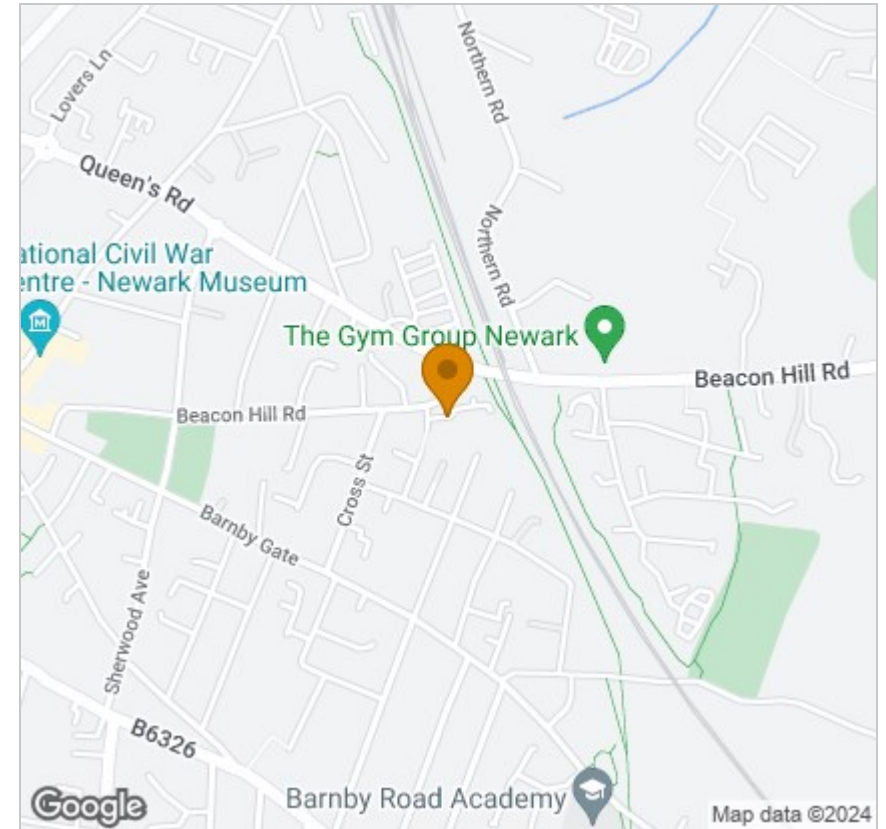 Lovers Ln
Northern Rd
Queen's Rd
Northern Rd
ational Civil War
entre - Newark Museum
M
The Gym Group Newark
Beacon Hill Rd
Beacon Hill Rd
Cross St
Barnby Gate
Sherwood Ave
B6326
Barnby Road Academy
Google
Map data ©2024